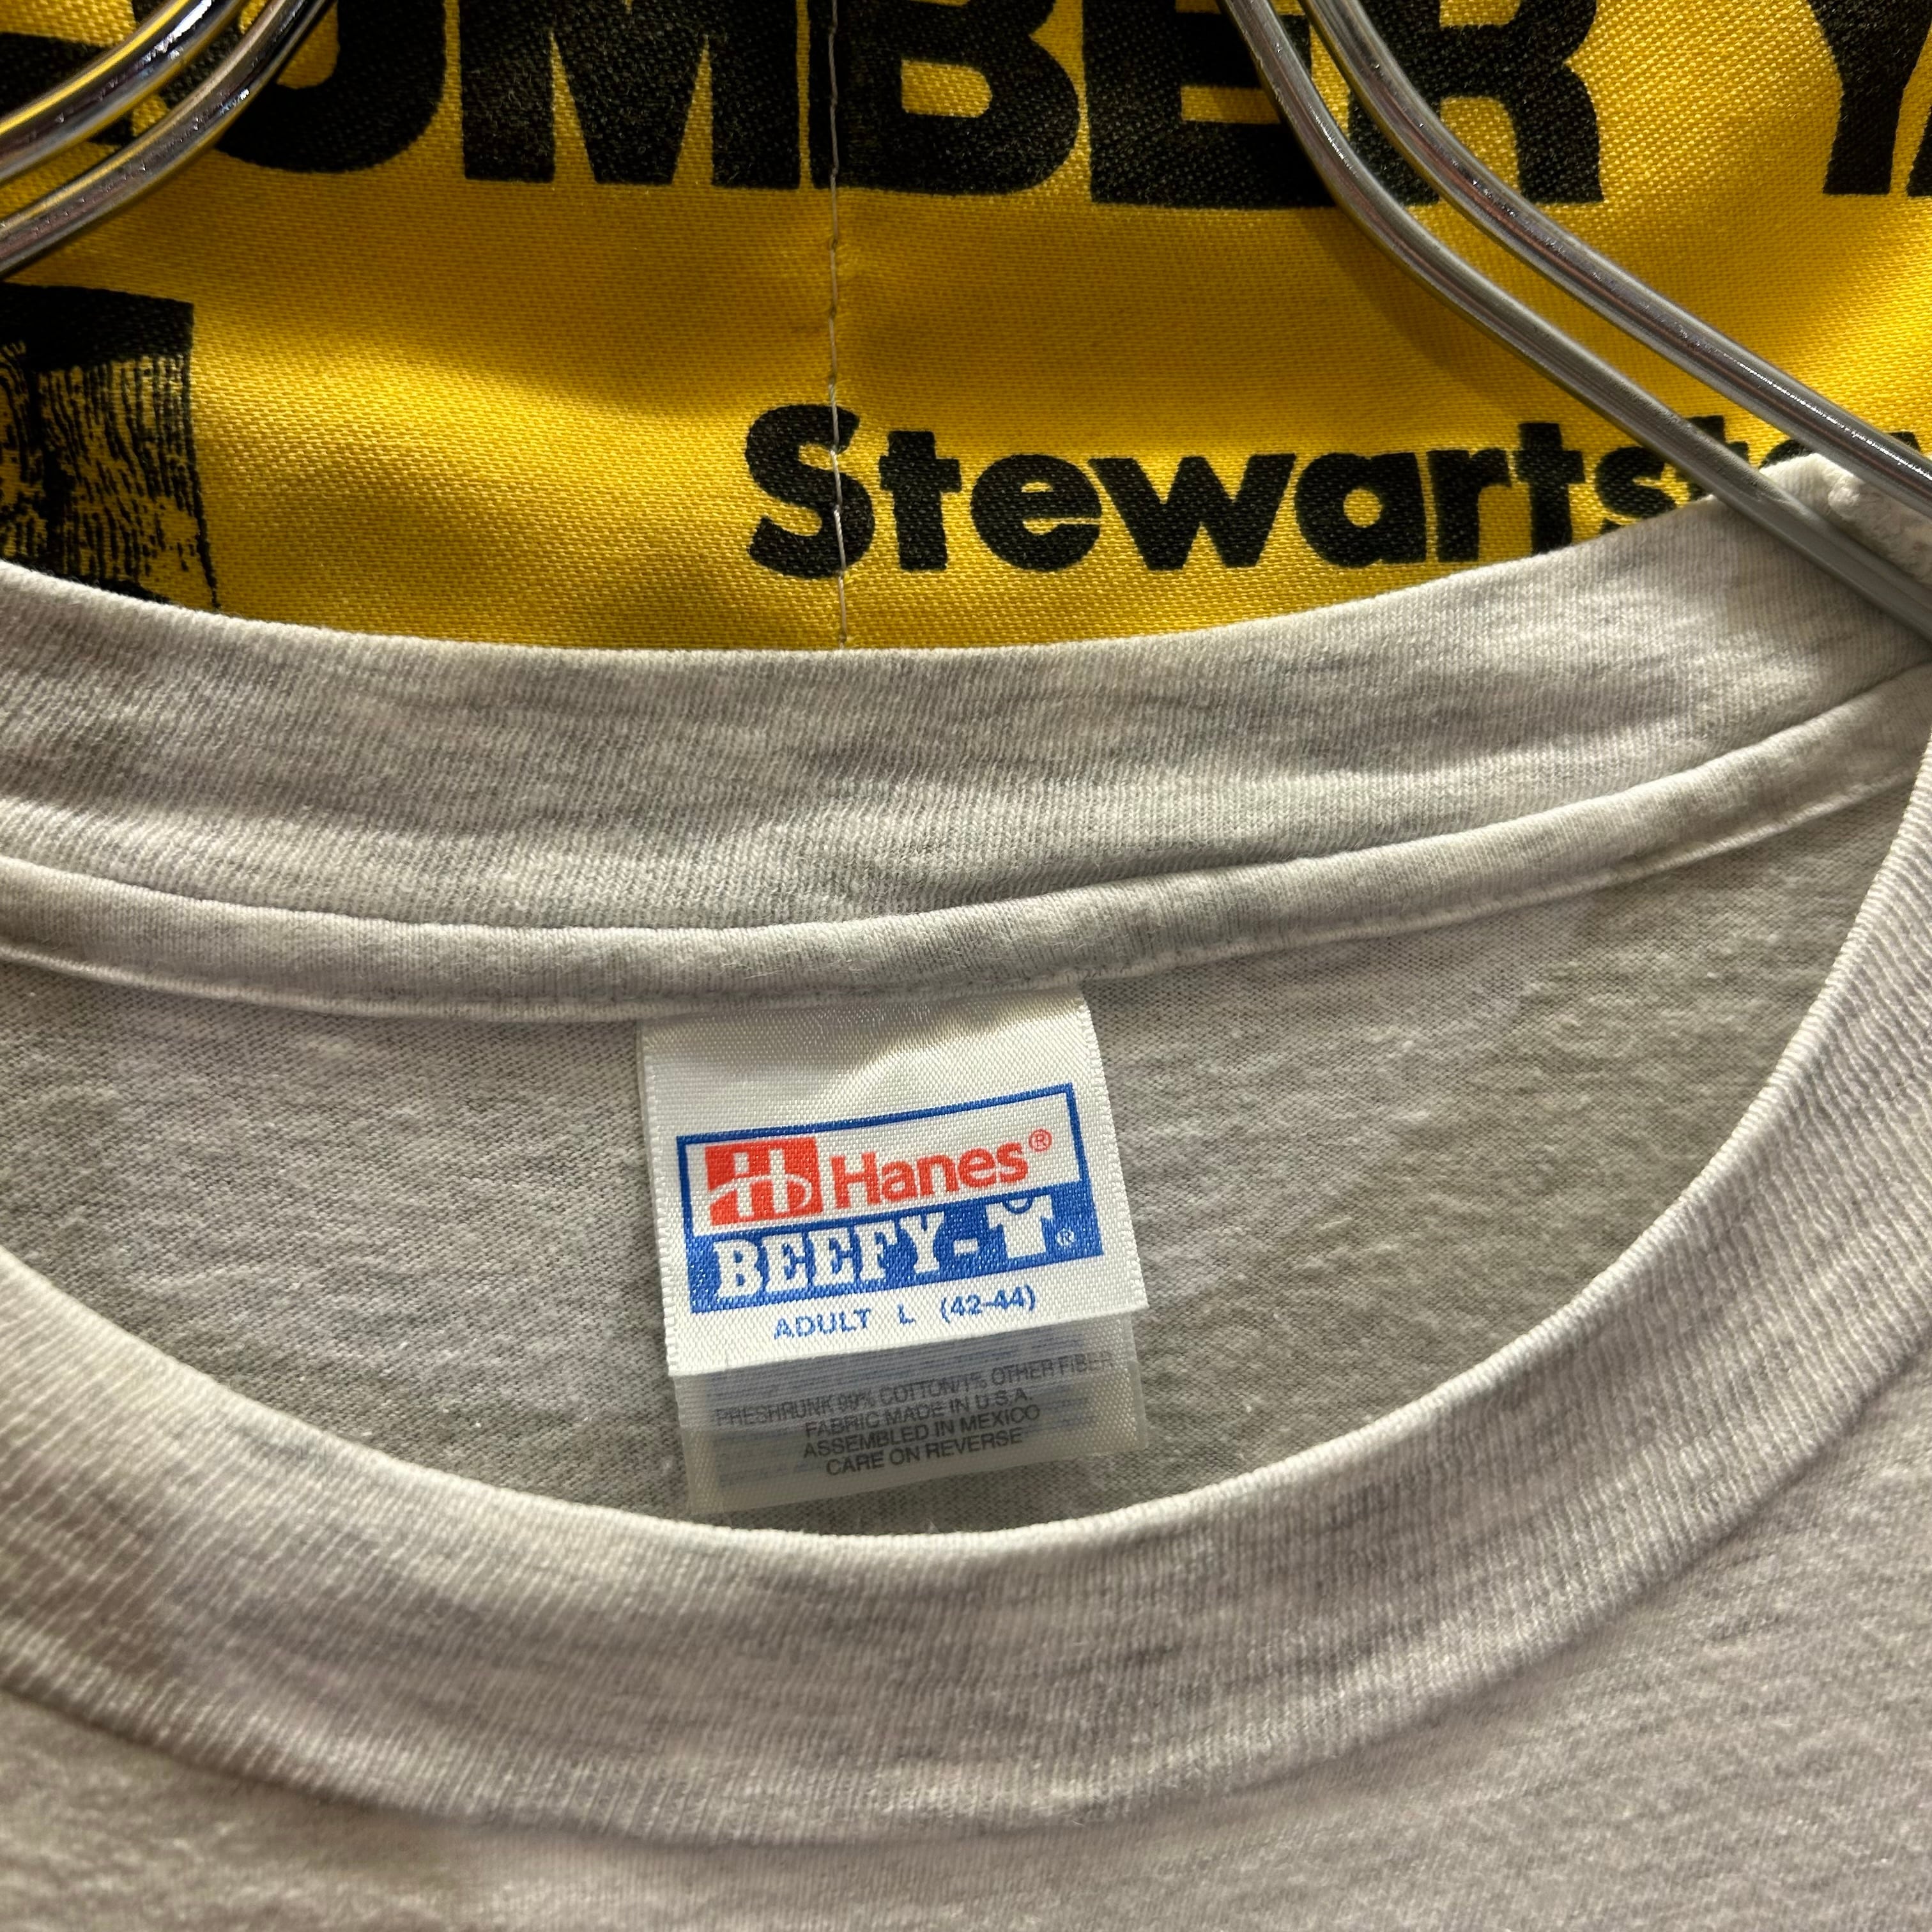 UMBER
Stewartst
Hanes®
BEEFY-T®
ADULT L (42-44)
PRESHRUNK 99% COTTON/1% OTHER FIBER
FABRIC MADE IN U.S.A.
ASSEMBLED IN MEXICO
CARE ON REVERSE